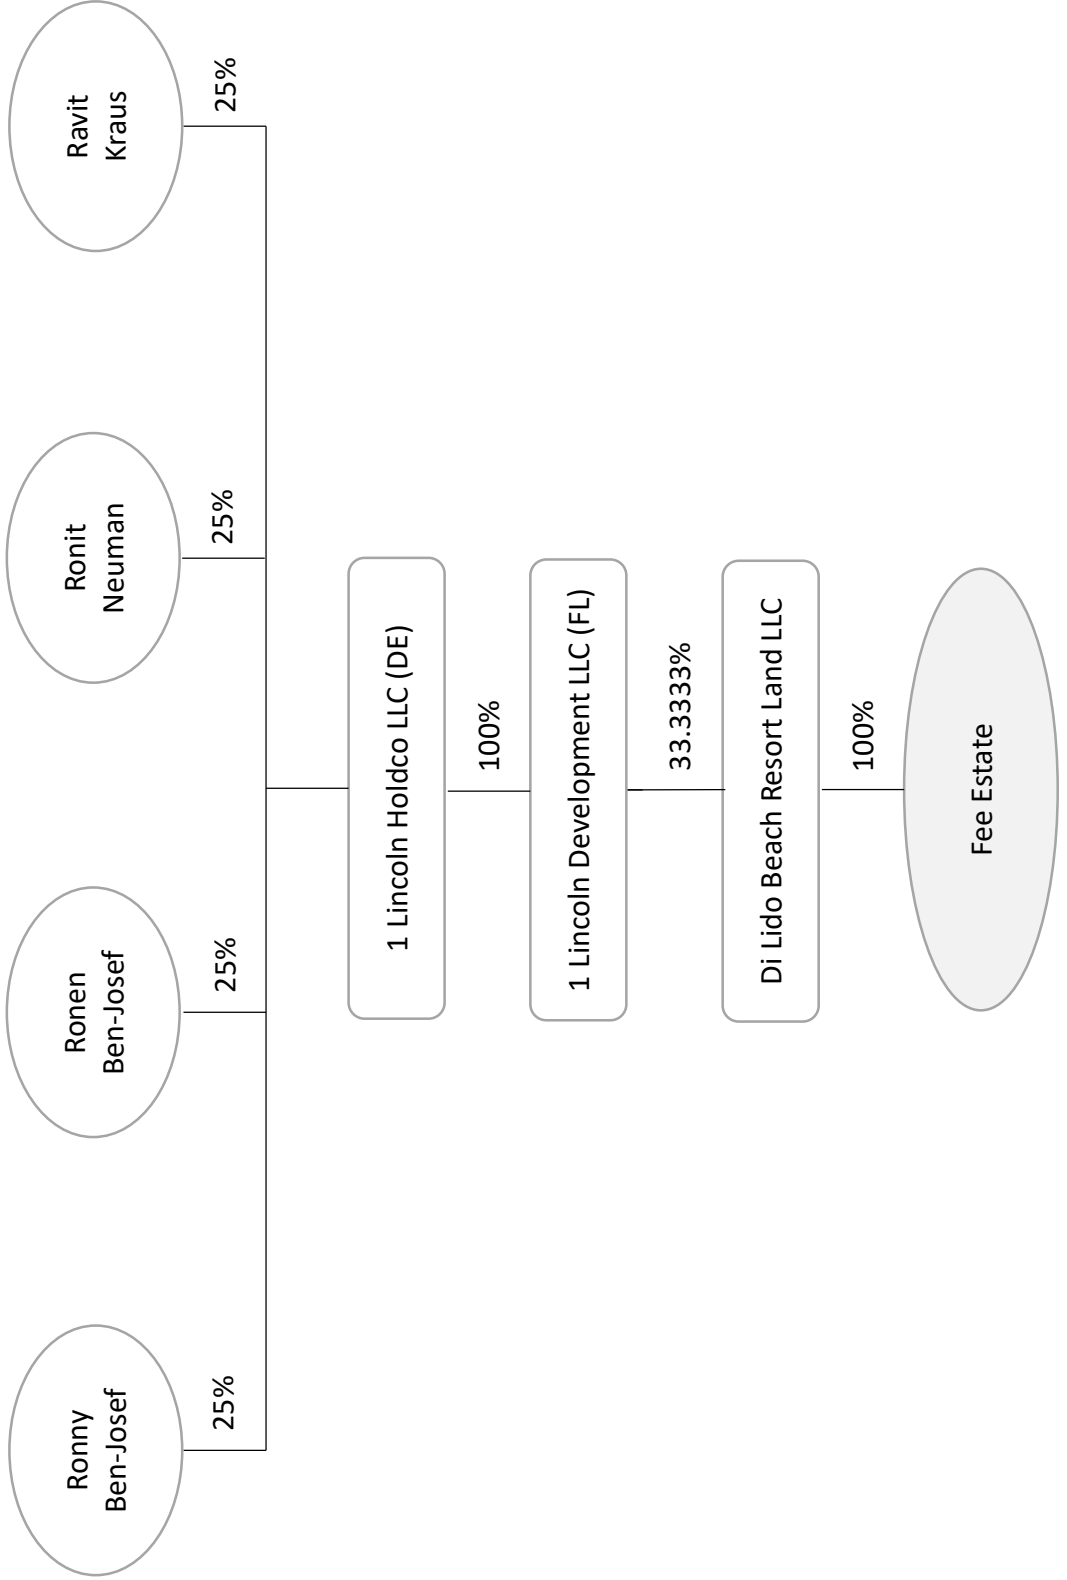 Ronny
Ben-Josef
Ronen
Ben-Josef
Ronit
Neuman
Ravit
Kraus
25%
25%
25%
25%
1 Lincoln Holdco LLC (DE)
100%
1 Lincoln Development LLC (FL)
33.3333%
Di Lido Beach Resort Land LLC
100%
Fee Estate